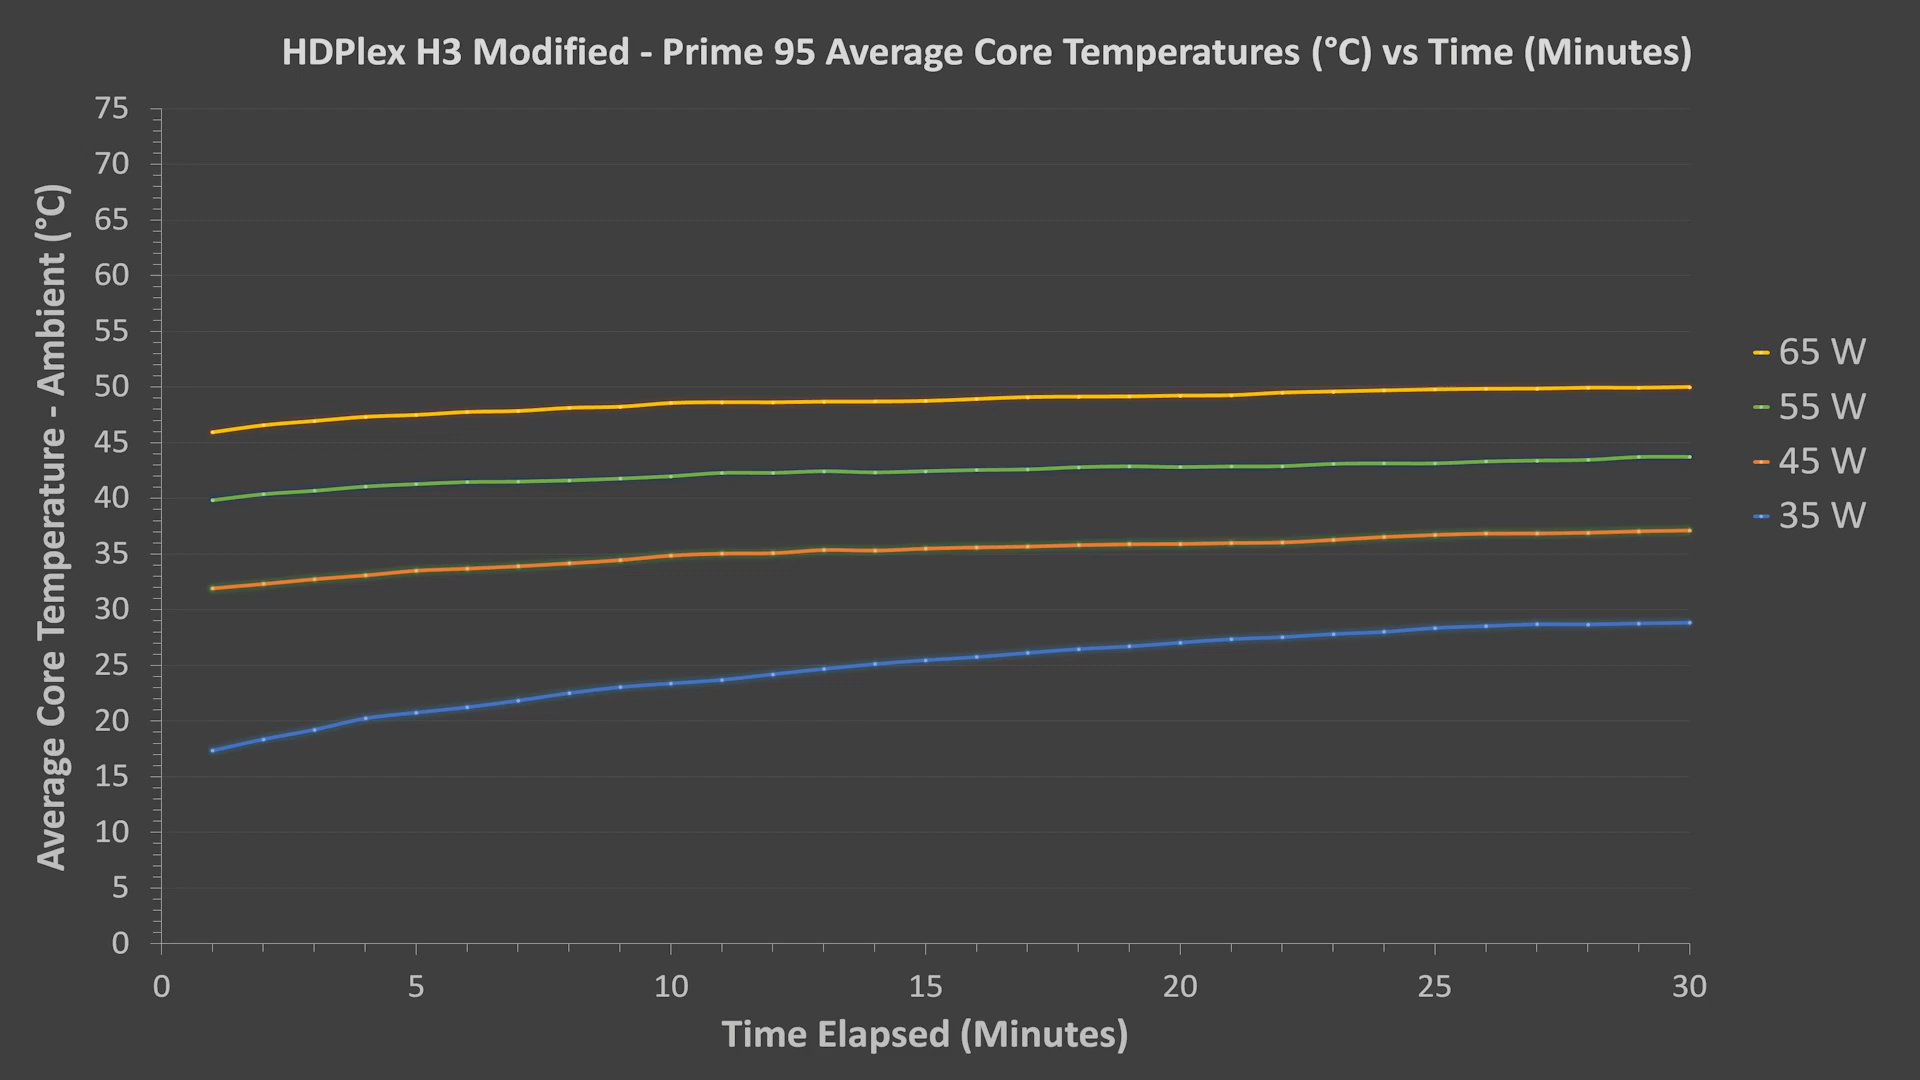 HDPlex H3 Modified - Prime 95 Average Core Temperatures (°C) vs Time (Minutes)
Average Core Temperature - Ambient (°C)
75
70
65
60
55
50
45
40
35
30
25
20
15
10
5
0
0 5 10 15 20 25 30
Time Elapsed (Minutes)
65 W
55 W
45 W
35 W